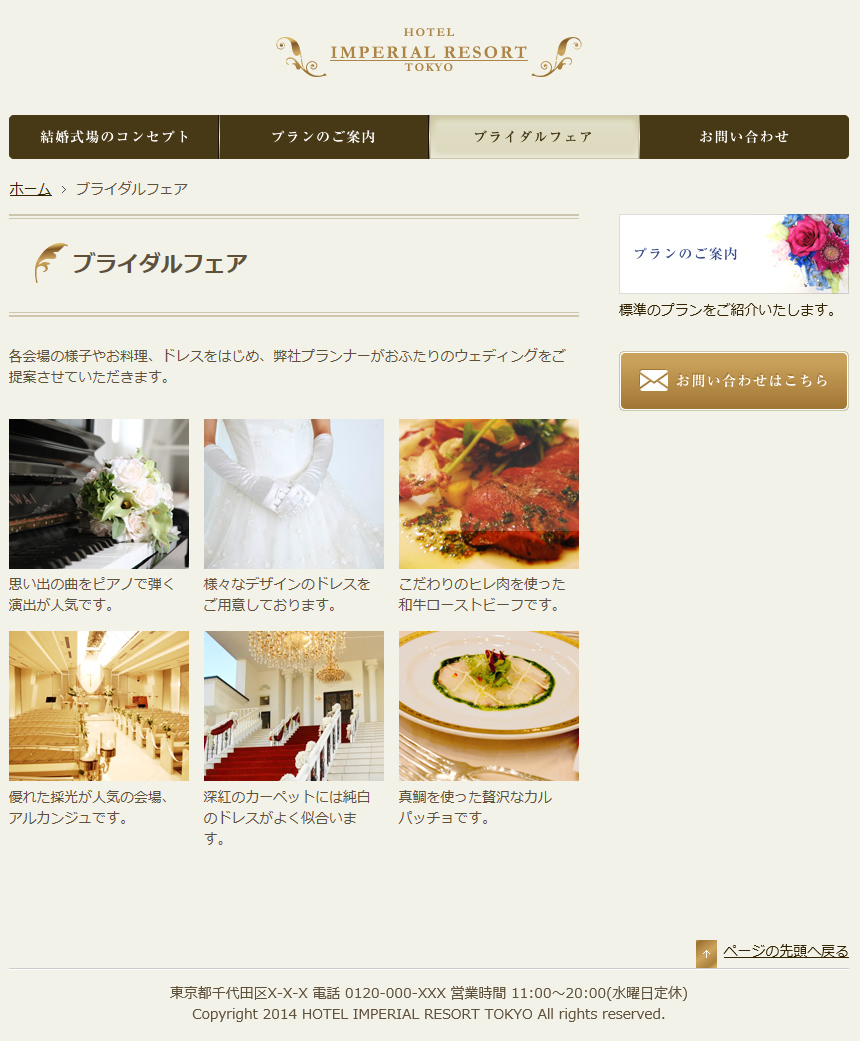 HOTEL
IMPERIAL RESORT
TOKYO
結婚式場のコンセプト
プランのご案内
ブライダルフェア
お問い合わせ
ホーム > ブライダルフェア
ブライダルフェア
プランのご案内
標準のプランをご紹介いたします。
お問い合わせはこちら
各会場の様子やお料理、ドレスをはじめ、弊社プランナーがおふたりのウェディングをご
提案させていただきます。
思い出の曲をピアノで弾く
演出が人気です。
様々なデザインのドレスを
ご用意しております。
こだわりのヒレ肉を使った
和牛ローストビーフです。
優れた採光が人気の会場、
アルカンジュです。
深紅のカーペットには純白
のドレスがよく似合いま
す。
真鯛を使った贅沢なカル
パッチョです。
ページの先頭へ戻る
東京都千代田区X-X-X 電話 0120-000-XXX 営業時間 11:00～20:00(水曜日定休)
Copyright 2014 HOTEL IMPERIAL RESORT TOKYO All rights reserved.